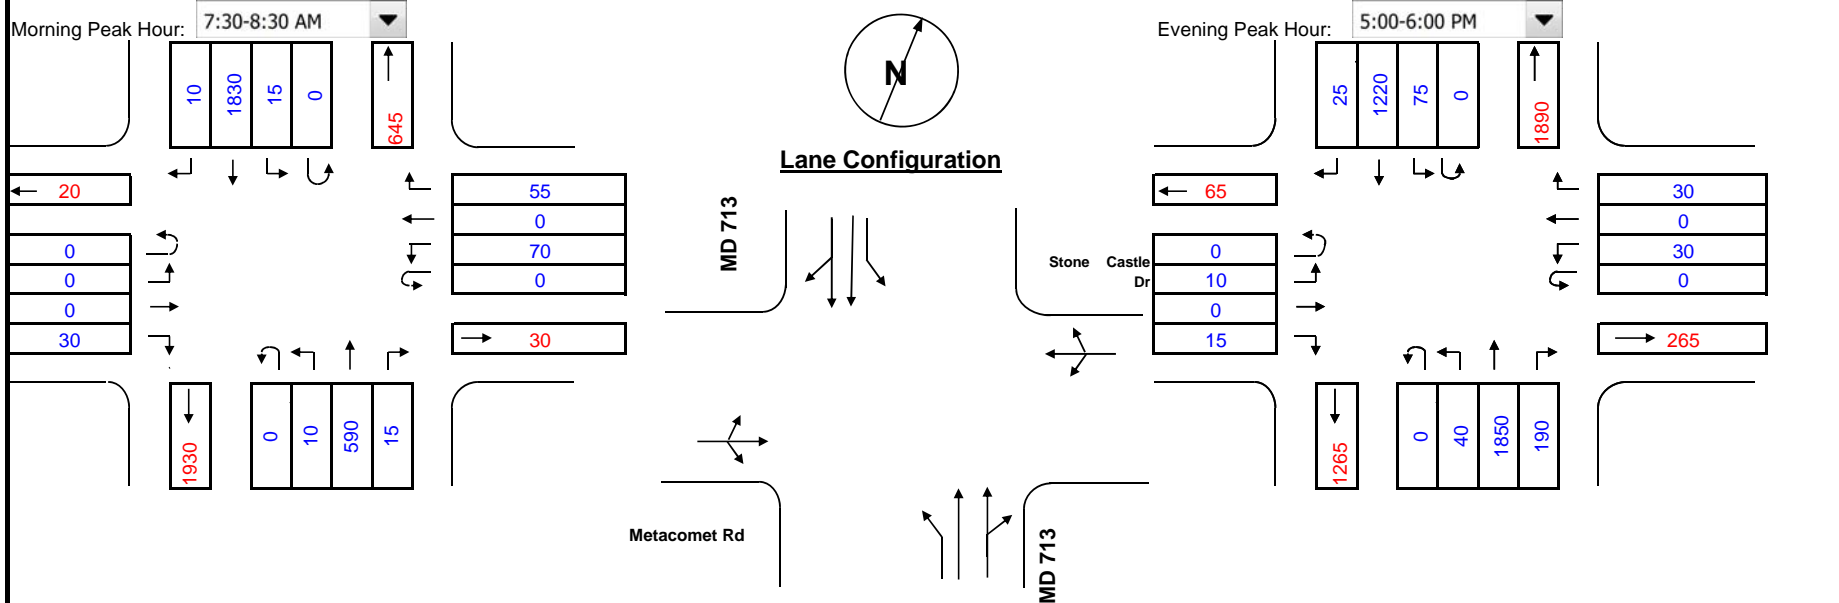 Morning Peak Hour: 7:30-8:30 AM
10 1830 15 0 645
20
0
0
0
30
55
0
70
0
30
1930 0 10 590 15
N
Lane Configuration
MD 713
Stone Castle
Dr
Metacomet Rd
MD 713
Evening Peak Hour: 5:00-6:00 PM
25 1220 75 0 1890
65
0
10
0
15
30
0
30
0
265
1265 0 40 1850 190